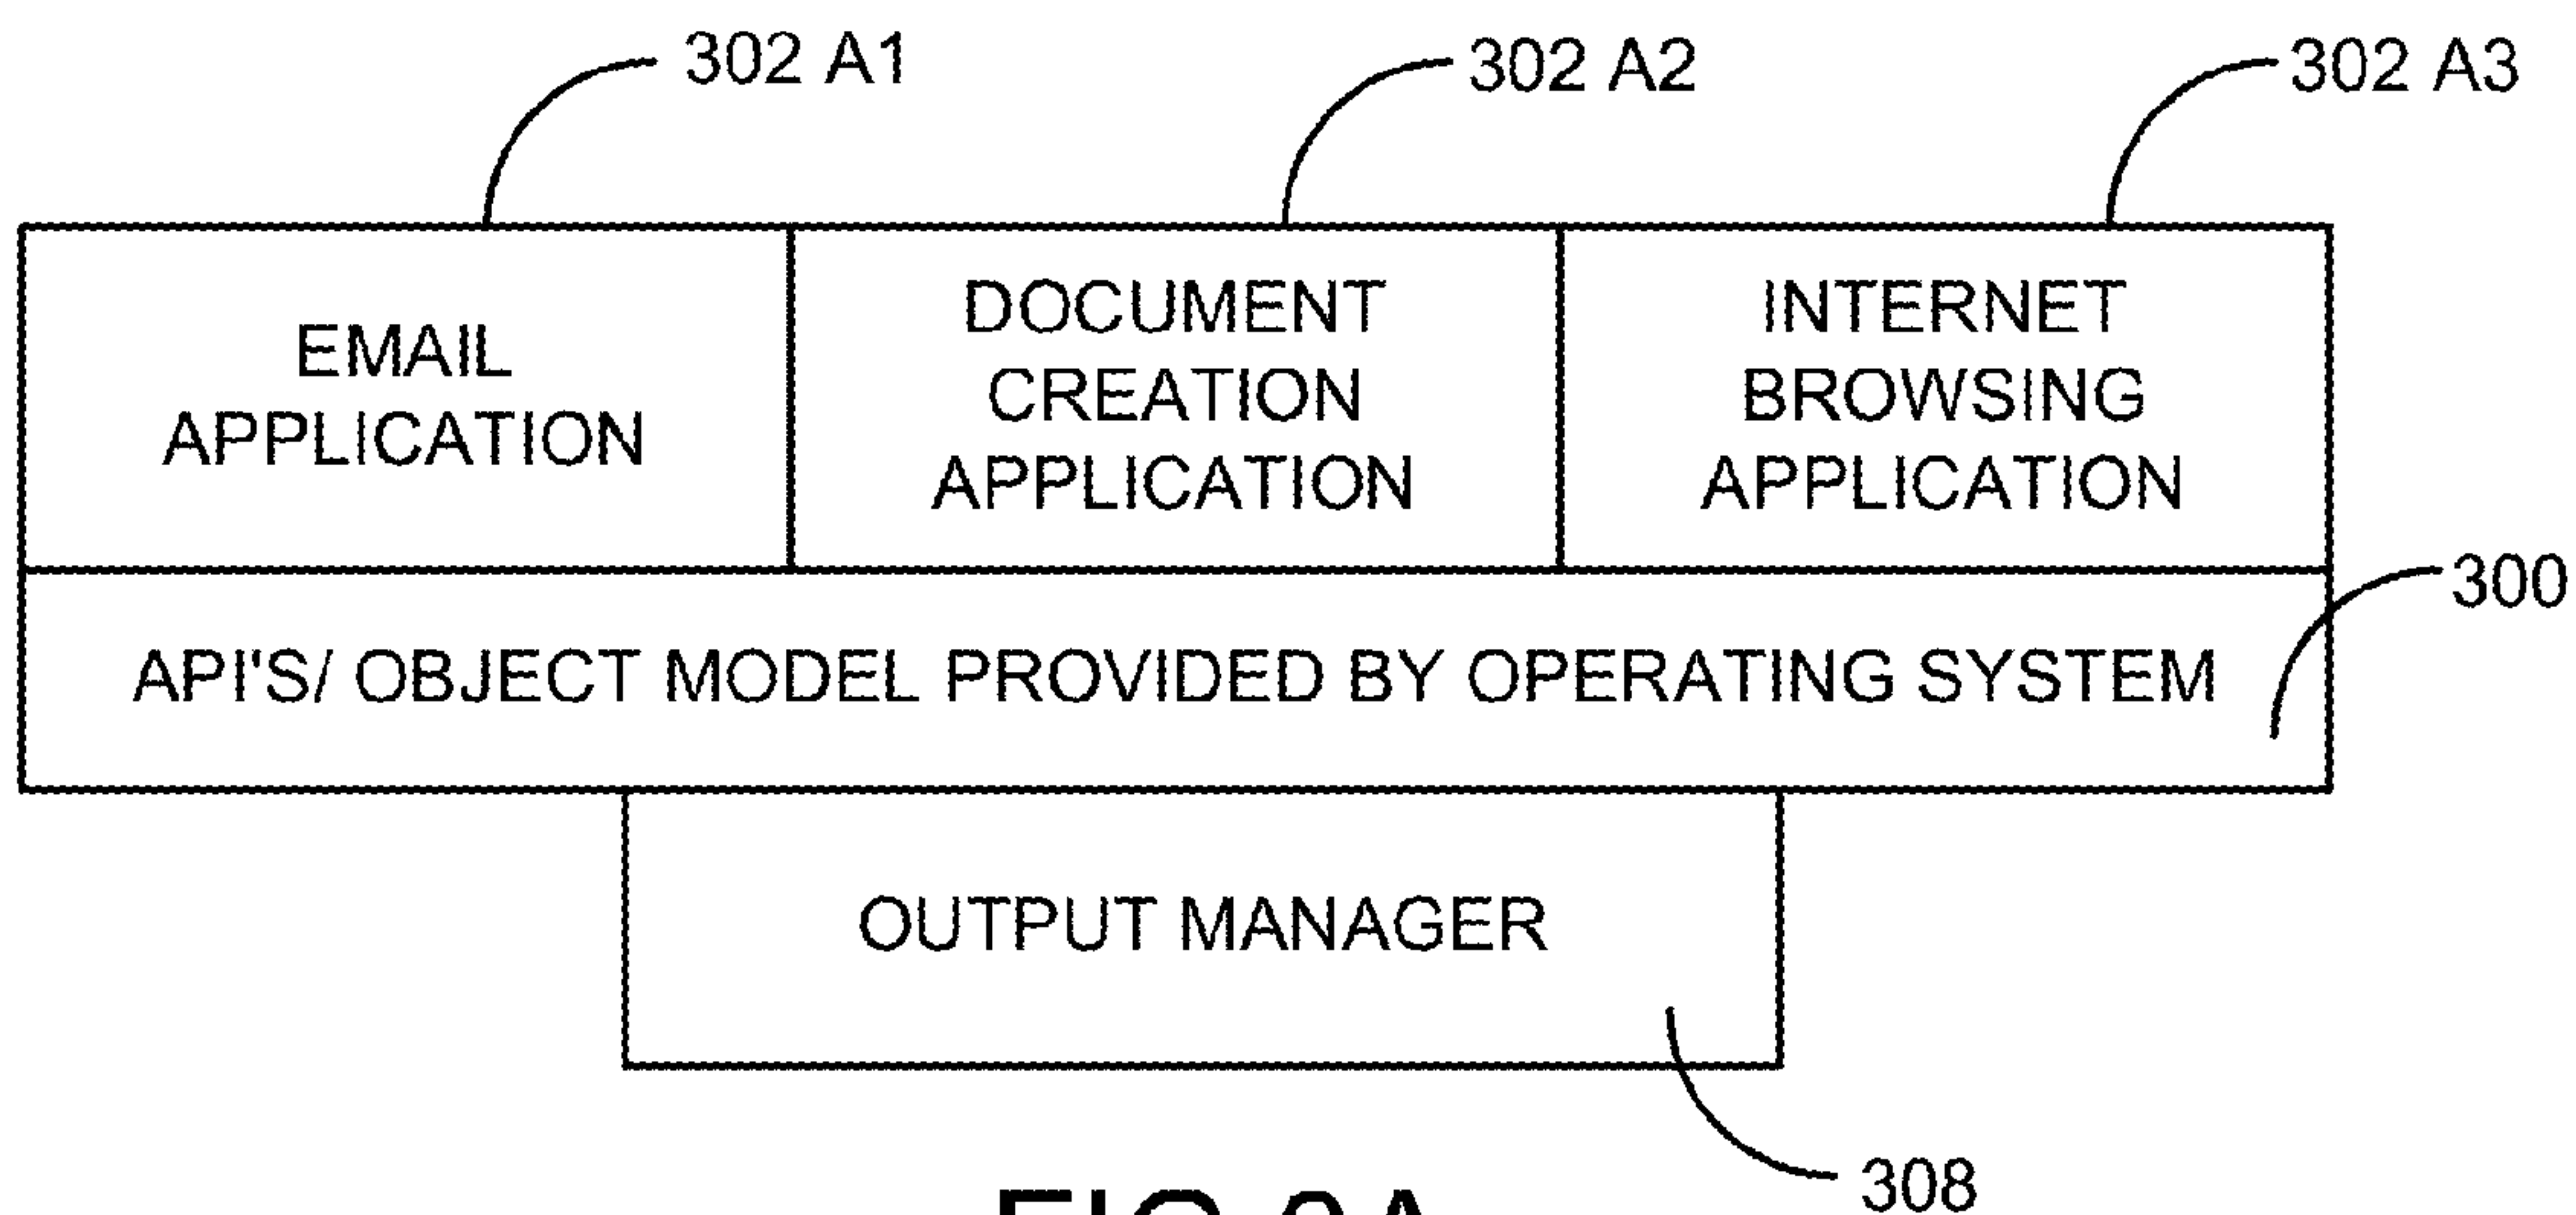 302 A1
302 A2
302 A3
EMAIL
APPLICATION
DOCUMENT
CREATION
APPLICATION
INTERNET
BROWSING
APPLICATION
300
API'S/ OBJECT MODEL PROVIDED BY OPERATING SYSTEM
OUTPUT MANAGER
308